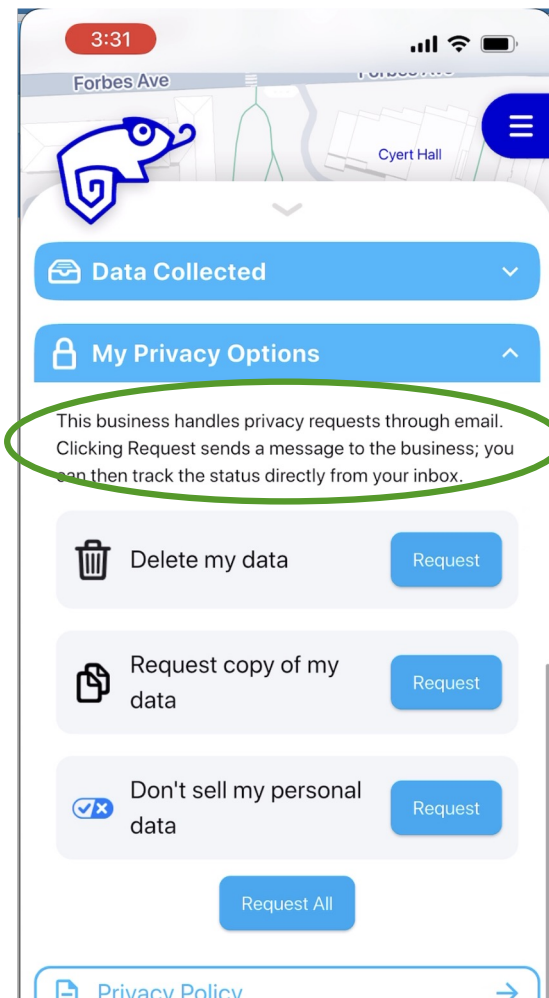 3:31
Forbes Ave
Cyert Hall
Data Collected
My Privacy Options
This business handles privacy requests through email.
Clicking Request sends a message to the business; you
can then track the status directly from your inbox.
Delete my data
Request
Request copy of my
data
Request
Don't sell my personal
data
Request
Request All
Privacy Policy